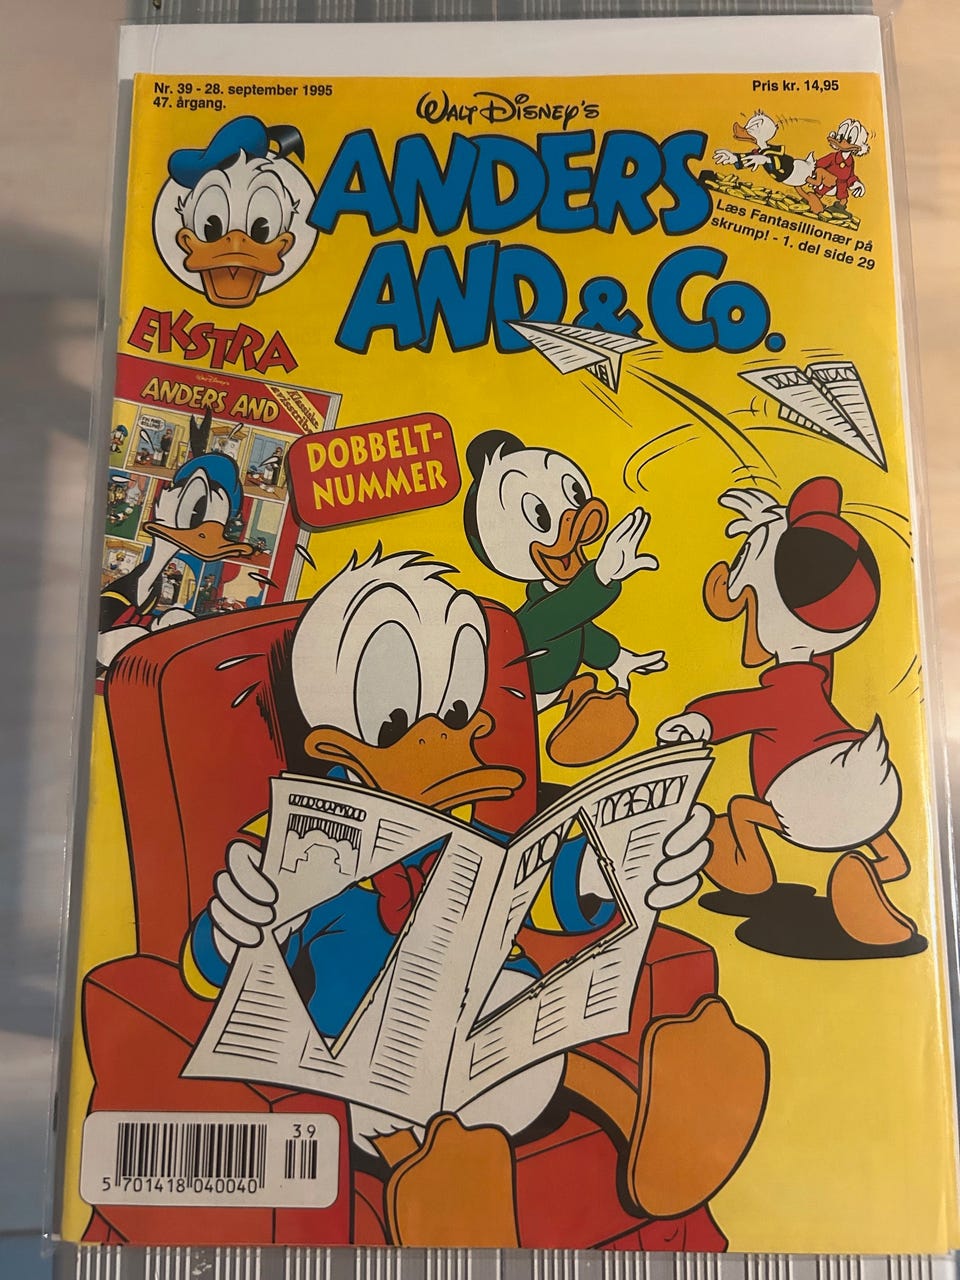 Nr. 39 - 28. september 1995
47. årgang.
Pris kr. 14,95
WALT DISNEY'S
ANDERS
AND & Co.
Læs Fantasillionær på
skrump! - 1. del side 29
EKSTRA
ANDERS AND
Klassiske
DOBBELT-
NUMMER
39
5 701418 040040